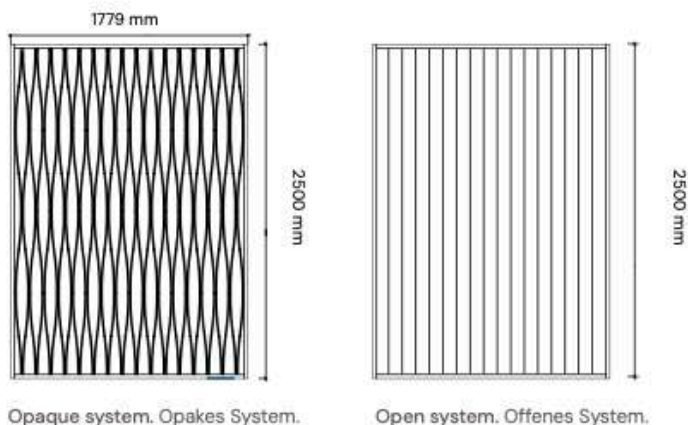 1779 mm
2500 mm
2500 mm
Opaque system. Opakes System.
Open system. Offenes System.